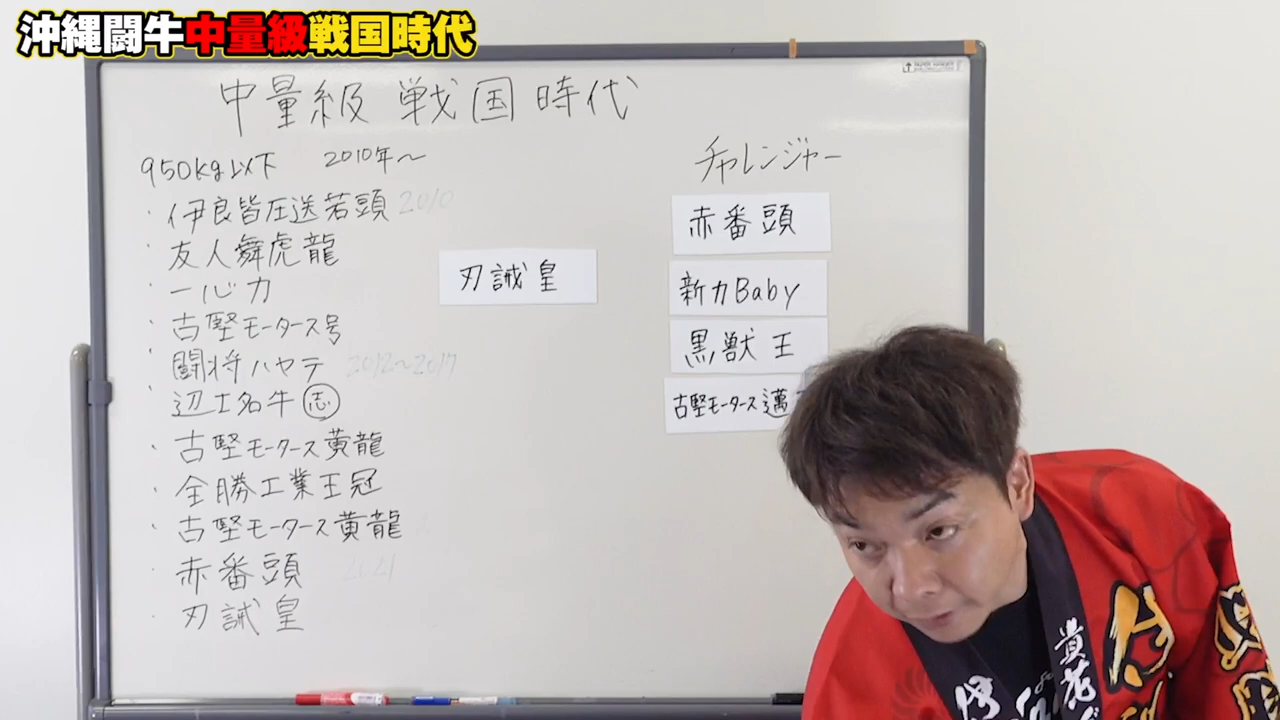 沖縄闘牛中量級戦国時代
中量級 戦国時代
950kg以下 2010年～
・伊良皆圧送若頭 2010
・友人舞虎龍
・一心力
・古堅モータース号
・闘将ハヤテ 2012～2017
・辺土名牛 志
・古堅モータース黄龍
・全勝工業王冠
・古堅モータース黄龍 2
・赤番頭 2021
・刃誠皇
刃誠皇
チャレンジャー
赤番頭
新力Baby
黒獣王
古堅モータース邁
貴花